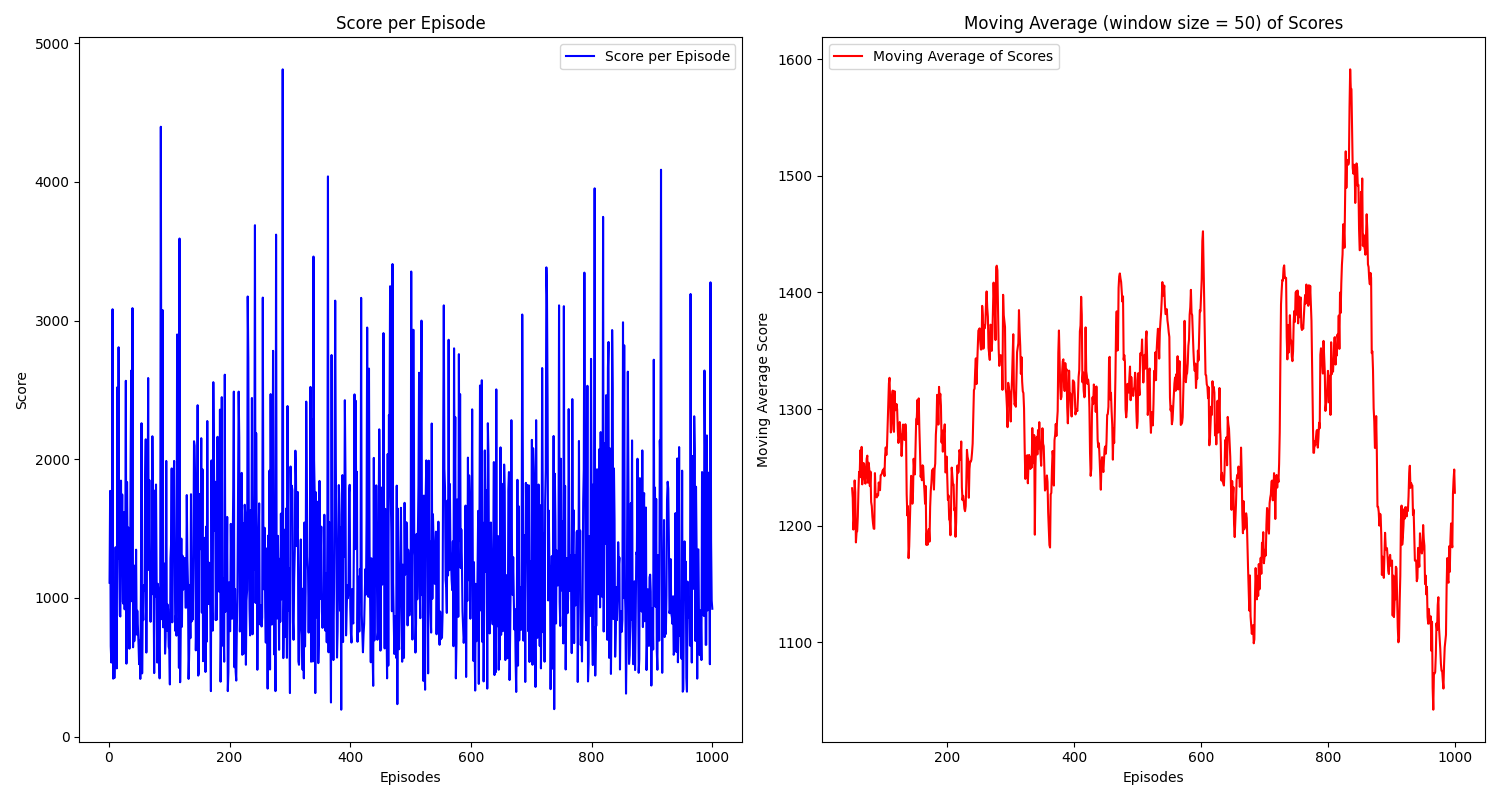 Score per Episode
Score per Episode
5000
4000
3000
2000
1000
0
Score
0 200 400 600 800 1000
Episodes
Moving Average (window size = 50) of Scores
Moving Average of Scores
1600
1500
1400
1300
1200
1100
Moving Average Score
200 400 600 800 1000
Episodes